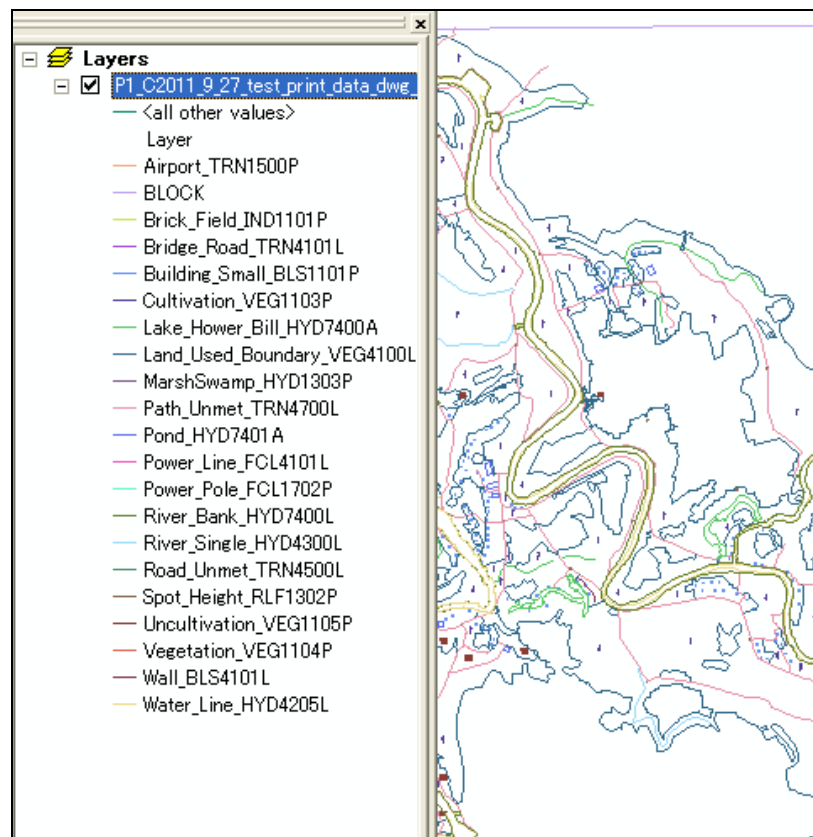 Layers
P1_C2011_9_27_test_print_data_dwg_
<all other values>
Layer
Airport_TRN1500P
BLOCK
Brick_Field_IND1101P
Bridge_Road_TRN4101L
Building_Small_BLS1101P
Cultivation_VEG1103P
Lake_Hower_Bill_HYD7400A
Land_Used_Boundary_VEG4100L
MarshSwamp_HYD1303P
Path_Unmet_TRN4700L
Pond_HYD7401A
Power_Line_FCL4101L
Power_Pole_FCL1702P
River_Bank_HYD7400L
River_Single_HYD4300L
Road_Unmet_TRN4500L
Spot_Height_RLF1302P
Uncultivation_VEG1105P
Vegetation_VEG1104P
Wall_BLS4101L
Water_Line_HYD4205L